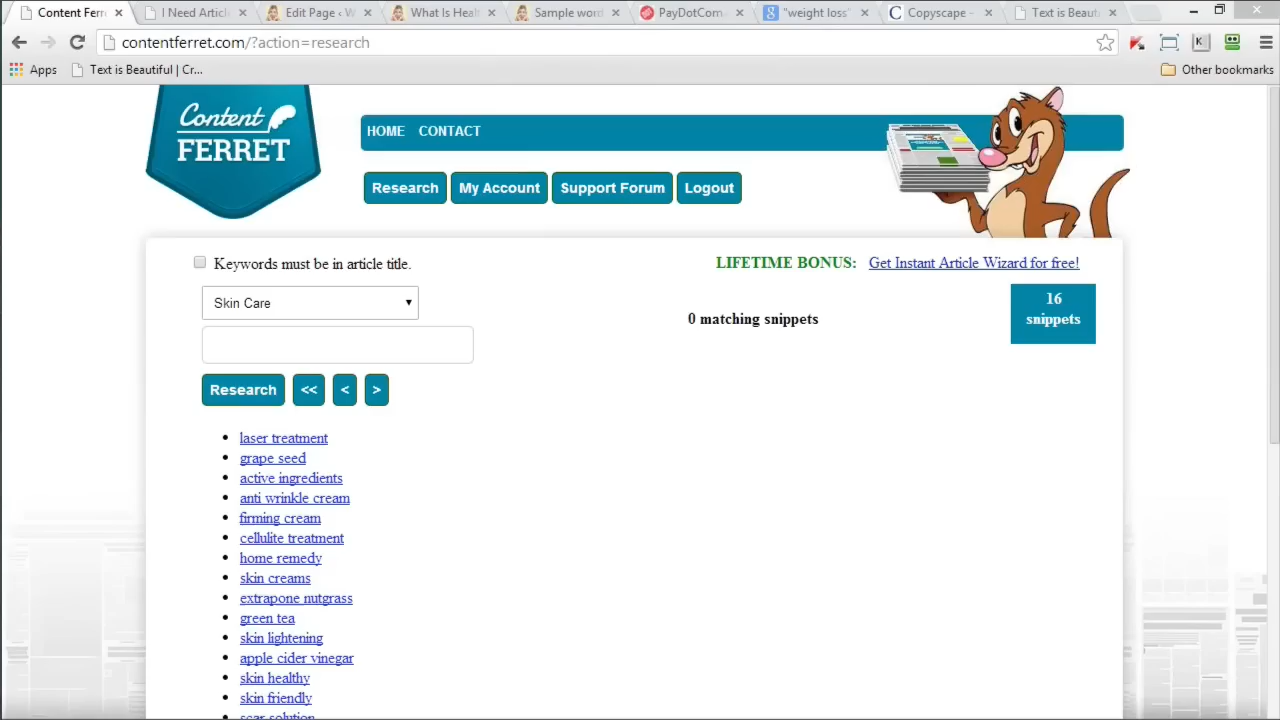 Content Ferr
I Need Article
Edit Page ‹ W
What Is Heal
Sample word
PayDotCom
"weight loss"
Copyscape -
Text is Beaut
contentferret.com/?action=research
Apps
Text is Beautiful | Cr...
Other bookmarks
Content
FERRET
HOME CONTACT
Research My Account Support Forum Logout
Keywords must be in article title.
LIFETIME BONUS: Get Instant Article Wizard for free!
Skin Care
0 matching snippets
16
snippets
Research << < >
laser treatment
grape seed
active ingredients
anti wrinkle cream
firming cream
cellulite treatment
home remedy
skin creams
extrapone nutgrass
green tea
skin lightening
apple cider vinegar
skin healthy
skin friendly
scar solution